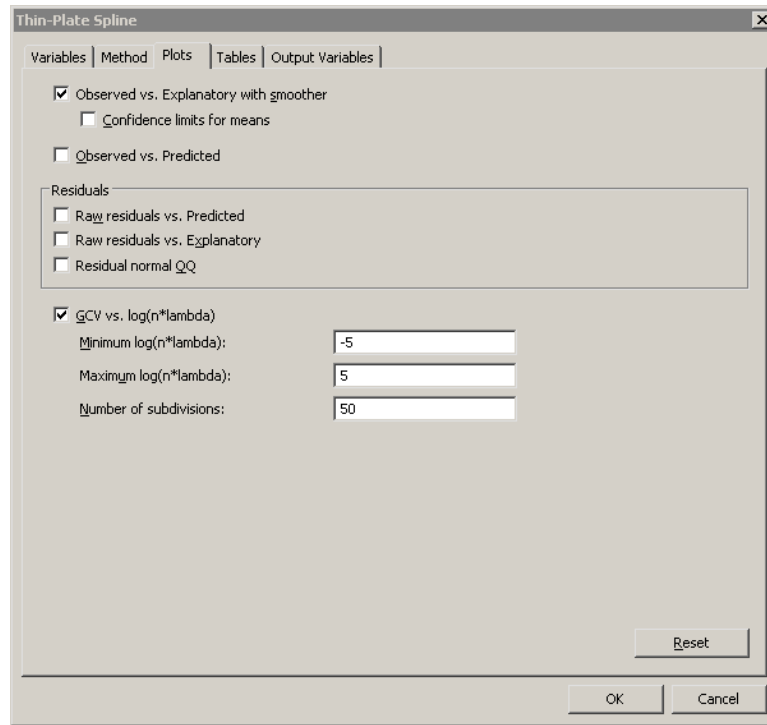 Thin-Plate Spline
Variables Method Plots Tables Output Variables
Observed vs. Explanatory with smoother
Confidence limits for means
Observed vs. Predicted
Residuals
Raw residuals vs. Predicted
Raw residuals vs. Explanatory
Residual normal QQ
GCV vs. log(n*lambda)
Minimum log(n*lambda): -5
Maximum log(n*lambda): 5
Number of subdivisions: 50
Reset
OK Cancel